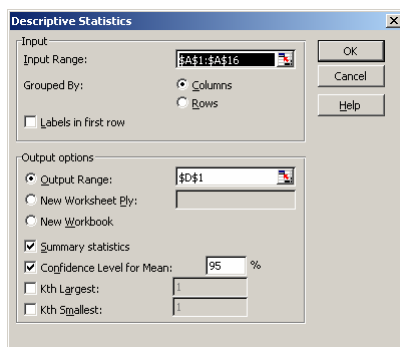 Descriptive Statistics
Input
Input Range: $A$1:$A$16
OK
Cancel
Help
Grouped By: Columns
Rows
Labels in first row
Output options
Output Range: $D$1
New Worksheet Ply:
New Workbook
Summary statistics
Confidence Level for Mean: 95 %
Kth Largest: 1
Kth Smallest: 1